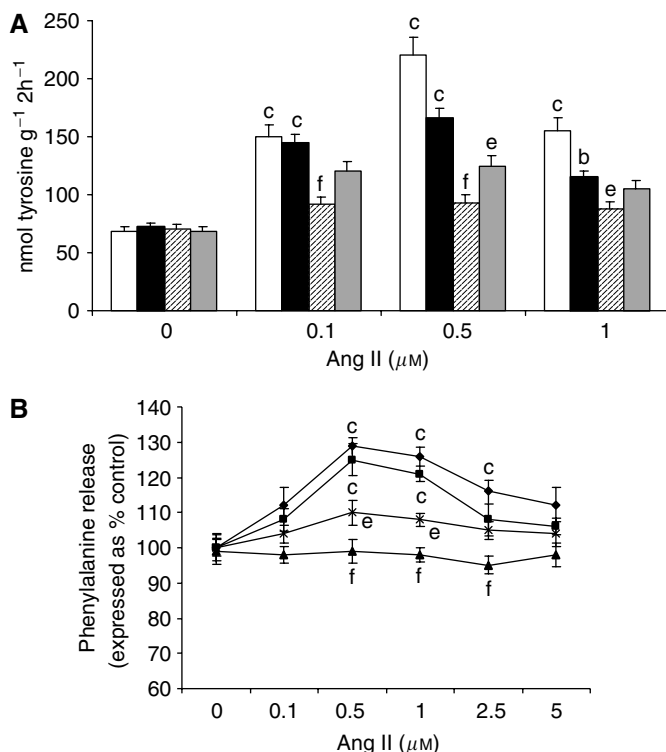 A
nmol tyrosine g⁻¹ 2h⁻¹
250
200
150
100
50
0
c
c
f
c
c
f
e
c
b
e
0
0.1
0.5
1
Ang II (μM)
B
Phenylalanine release
(expressed as % control)
140
130
120
110
100
90
80
70
60
c
c
c
c
c
e
e
f
f
f
0
0.1
0.5
1
2.5
5
Ang II (μM)